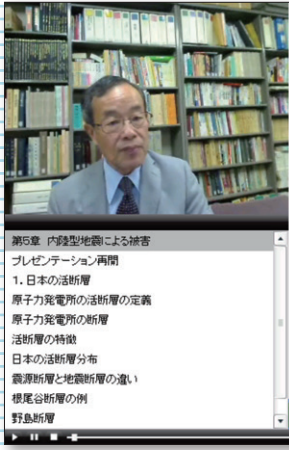 第5章 内陸型地震による被害
プレゼンテーション再開
1. 日本の活断層
原子力発電所の活断層の定義
原子力発電所の断層
活断層の特徴
日本の活断層分布
震源断層と地震断層の違い
根尾谷断層の例
野島断層